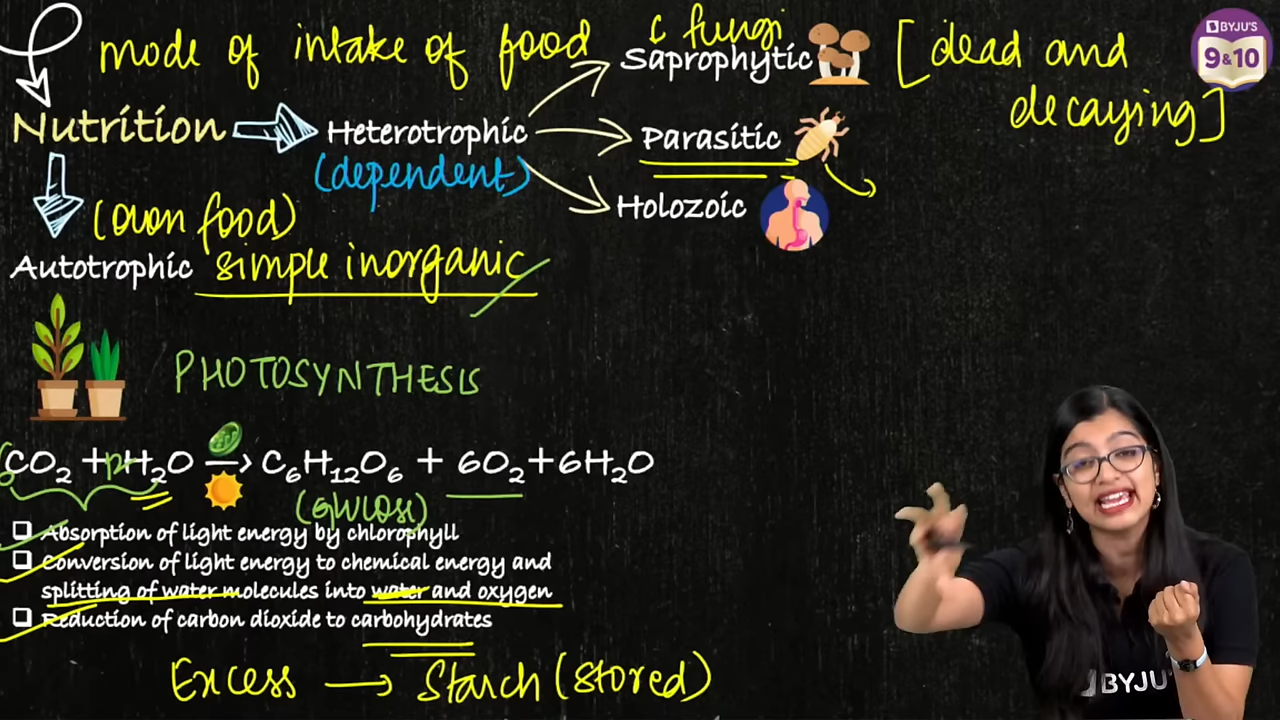 mode of intake of food
c fungi
Saprophytic
[dead and
decaying]
BYJU'S
9&10
Nutrition
Heterotrophic
(dependent)
Parasitic
Holozoic
(own food)
Autotrophic simple inorganic
PHOTOSYNTHESIS
6CO₂ + 12H₂O → C₆H₁₂O₆ + 6O₂+6H₂O
(Glucose)
Absorption of light energy by chlorophyll
Conversion of light energy to chemical energy and
splitting of water molecules into water and oxygen
Reduction of carbon dioxide to carbohydrates
Excess → Starch (stored)
BYJU'